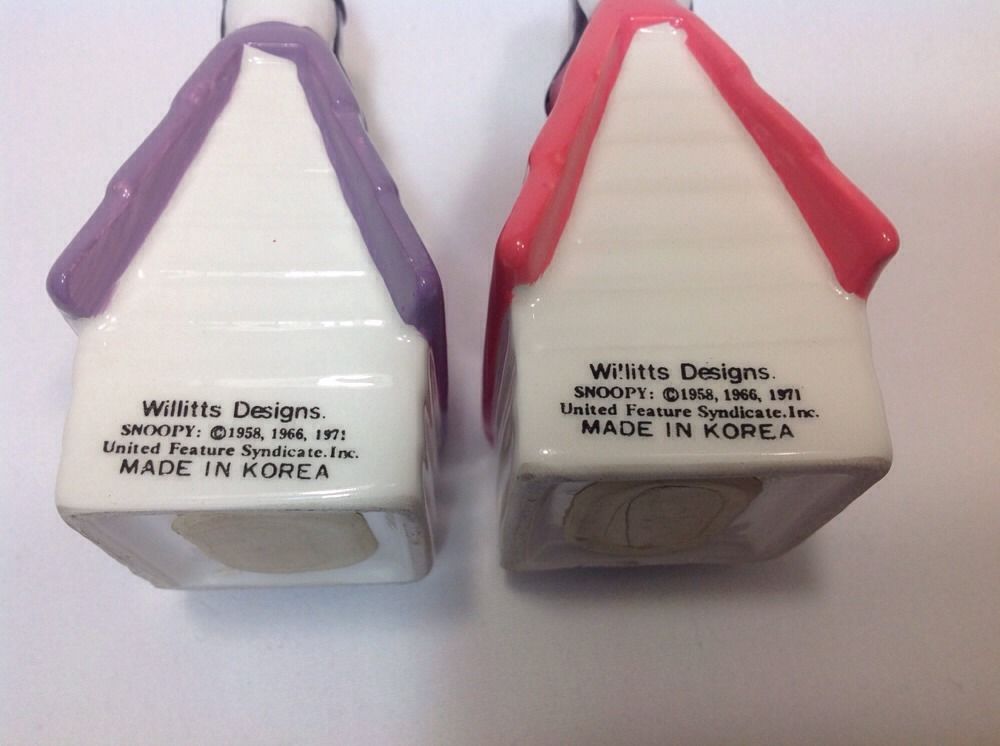 Willitts Designs.
SNOOPY: ©1958, 1966, 1971
United Feature Syndicate. Inc.
MADE IN KOREA
Willitts Designs.
SNOOPY: ©1958, 1966, 1971
United Feature Syndicate. Inc.
MADE IN KOREA